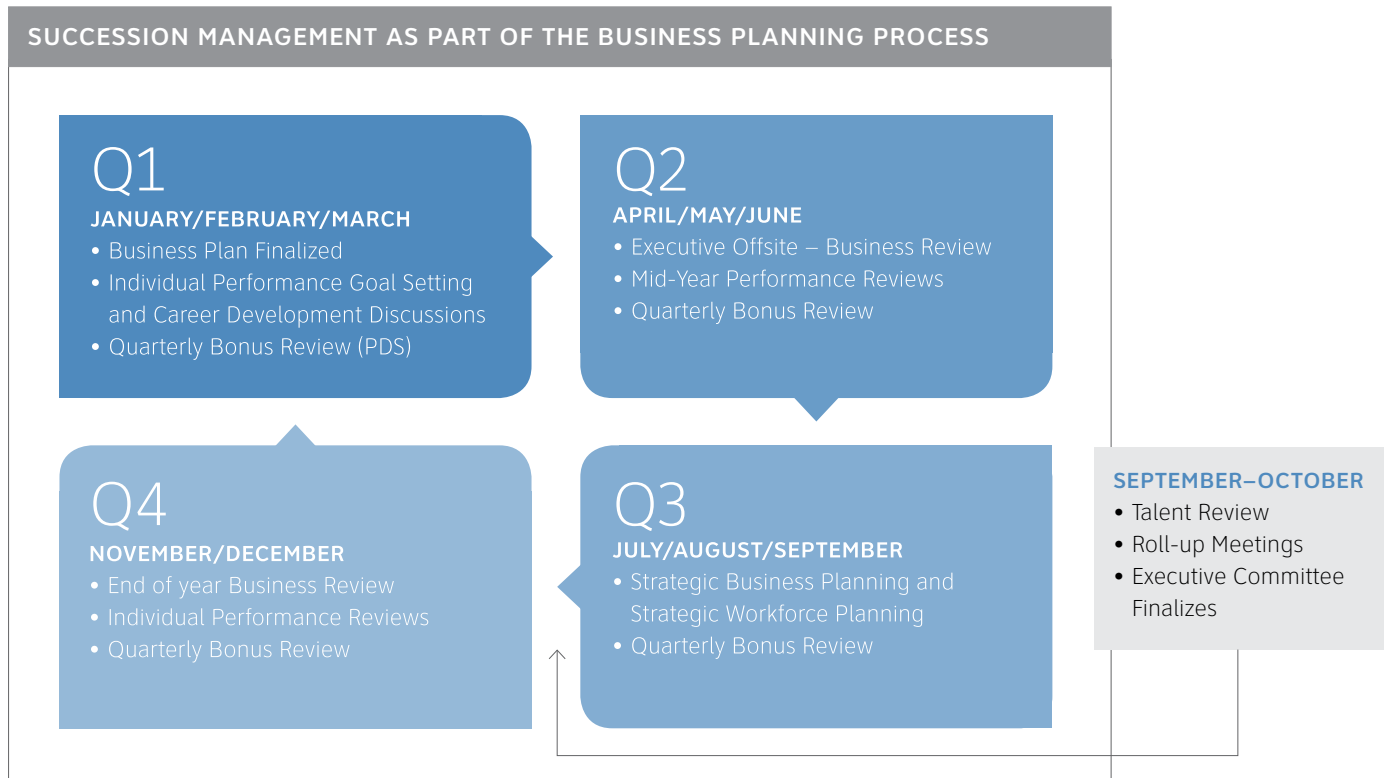 SUCCESSION MANAGEMENT AS PART OF THE BUSINESS PLANNING PROCESS
Q1
JANUARY/FEBRUARY/MARCH
• Business Plan Finalized
• Individual Performance Goal Setting
and Career Development Discussions
• Quarterly Bonus Review (PDS)
Q2
APRIL/MAY/JUNE
• Executive Offsite – Business Review
• Mid-Year Performance Reviews
• Quarterly Bonus Review
Q4
NOVEMBER/DECEMBER
• End of year Business Review
• Individual Performance Reviews
• Quarterly Bonus Review
Q3
JULY/AUGUST/SEPTEMBER
• Strategic Business Planning and
Strategic Workforce Planning
• Quarterly Bonus Review
SEPTEMBER–OCTOBER
• Talent Review
• Roll-up Meetings
• Executive Committee
Finalizes